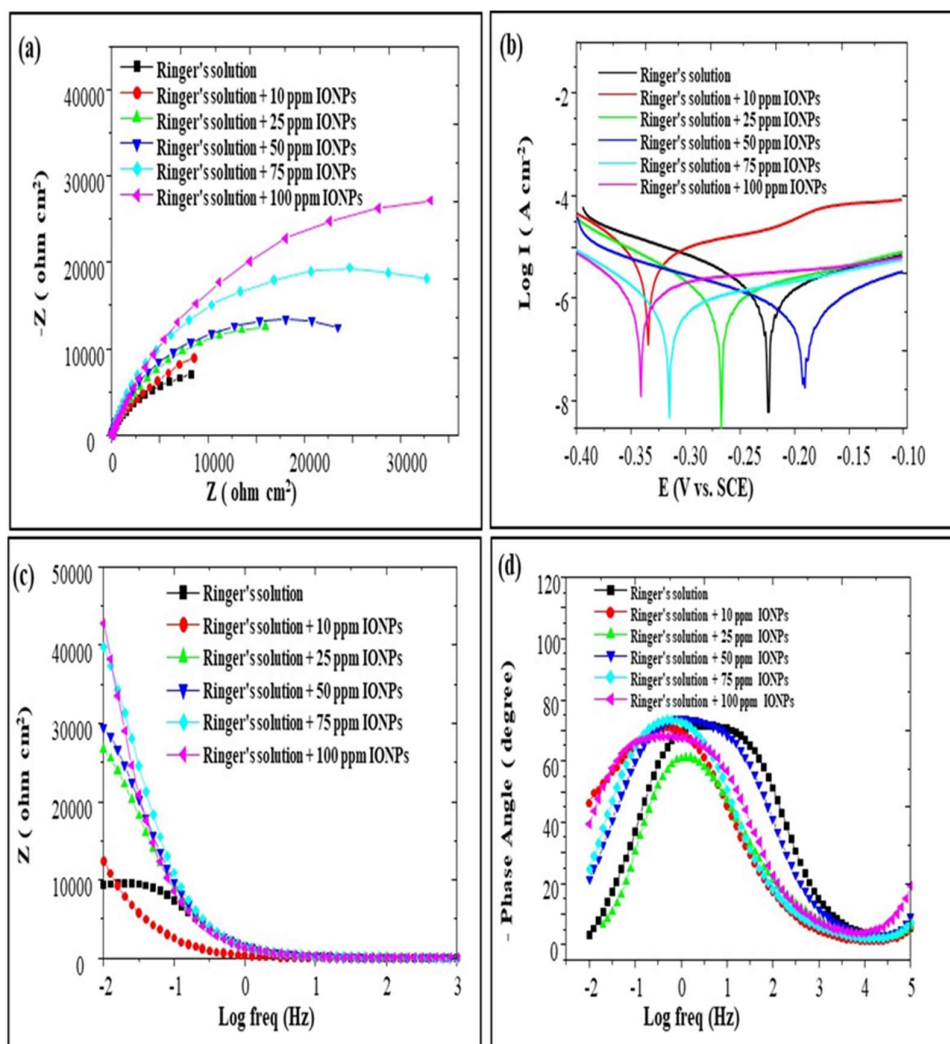 (a)
Ringer's solution
Ringer's solution + 10 ppm IONPs
Ringer's solution + 25 ppm IONPs
Ringer's solution + 50 ppm IONPs
Ringer's solution + 75 ppm IONPs
Ringer's solution + 100 ppm IONPs
40000
30000
20000
10000
0
-Z ( ohm cm²)
0 10000 20000 30000
Z ( ohm cm²)
(b)
Ringer's solution
Ringer's solution + 10 ppm IONPs
Ringer's solution + 25 ppm IONPs
Ringer's solution + 50 ppm IONPs
Ringer's solution + 75 ppm IONPs
Ringer's solution + 100 ppm IONPs
-2
-4
-6
-8
Log I ( A cm⁻²)
-0.40 -0.35 -0.30 -0.25 -0.20 -0.15 -0.10
E (V vs. SCE)
(c)
Ringer's solution
Ringer's solution + 10 ppm IONPs
Ringer's solution + 25 ppm IONPs
Ringer's solution + 50 ppm IONPs
Ringer's solution + 75 ppm IONPs
Ringer's solution + 100 ppm IONPs
50000
40000
30000
20000
10000
0
Z ( ohm cm²)
-2 -1 0 1 2 3
Log freq (Hz)
(d)
Ringer's solution
Ringer's solution + 10 ppm IONPs
Ringer's solution + 25 ppm IONPs
Ringer's solution + 50 ppm IONPs
Ringer's solution + 75 ppm IONPs
Ringer's solution + 100 ppm IONPs
120
100
80
60
40
20
0
- Phase Angle ( degree)
-2 -1 0 1 2 3 4 5
Log freq (Hz)